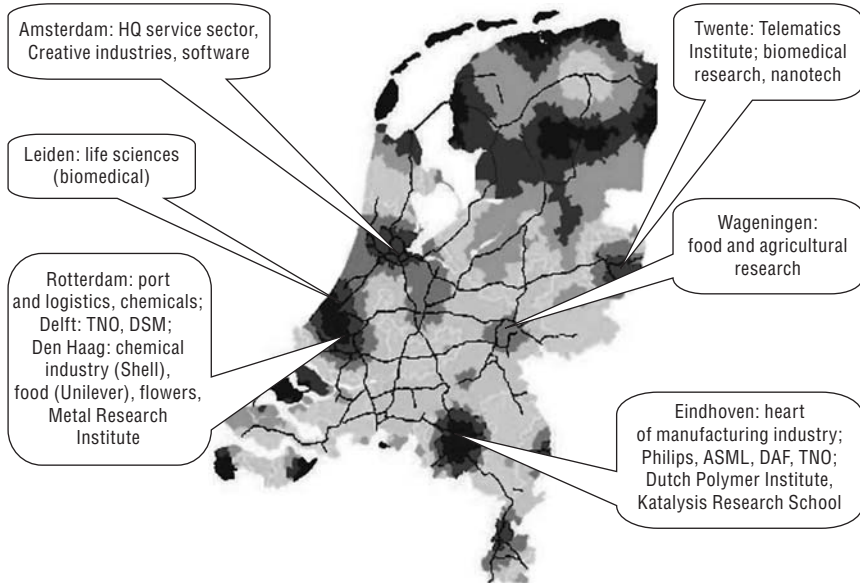 Amsterdam: HQ service sector,
Creative industries, software
Leiden: life sciences
(biomedical)
Rotterdam: port
and logistics, chemicals;
Delft: TNO, DSM;
Den Haag: chemical
industry (Shell),
food (Unilever), flowers,
Metal Research
Institute
Twente: Telematics
Institute; biomedical
research, nanotech
Wageningen:
food and agricultural
research
Eindhoven: heart
of manufacturing industry;
Philips, ASML, DAF, TNO;
Dutch Polymer Institute,
Katalysis Research School